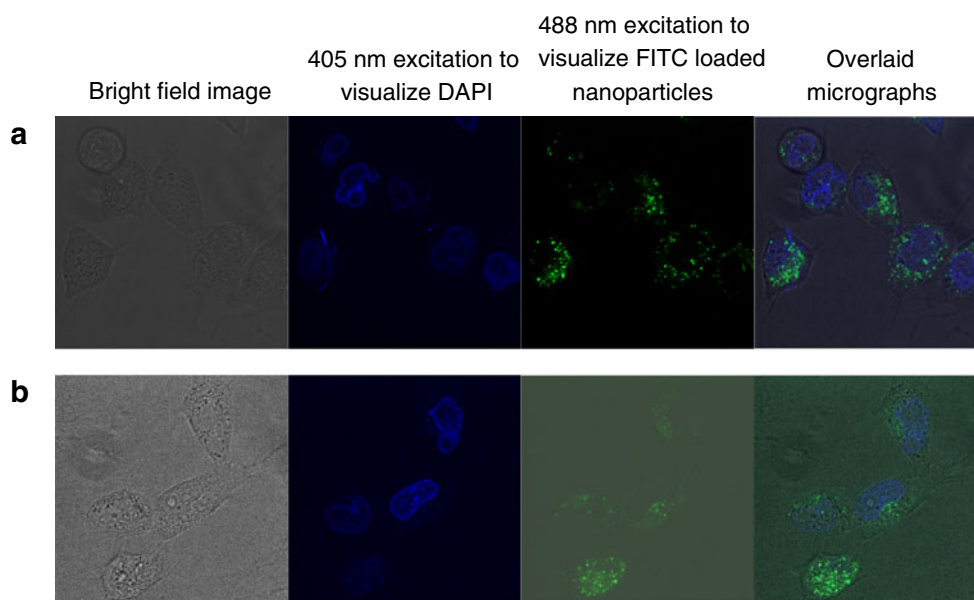 Bright field image
405 nm excitation to
visualize DAPI
488 nm excitation to
visualize FITC loaded
nanoparticles
Overlaid
micrographs
a
b